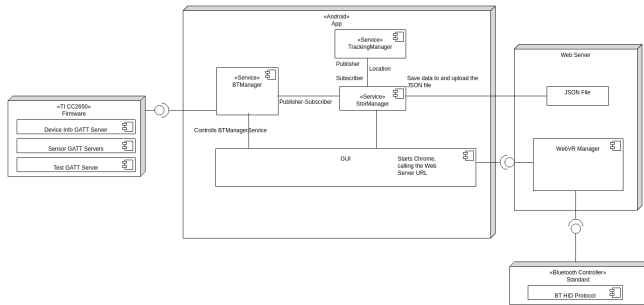 «Android»
App
«Service»
TrackingManager
Publisher
Location
Subscriber
Save data to and upload the
JSON file
«Service»
BTManager
Publisher-Subscriber
«Service»
StorManager
Controls BTManagerService
GUI
Starts Chrome,
calling the Web
Server URL
«TI CC2650»
Firmware
Device Info GATT Server
Sensor GATT Servers
Test GATT Server
Web Server
JSON File
WebVR Manager
«Bluetooth Controller»
Standard
BT HID Protocol